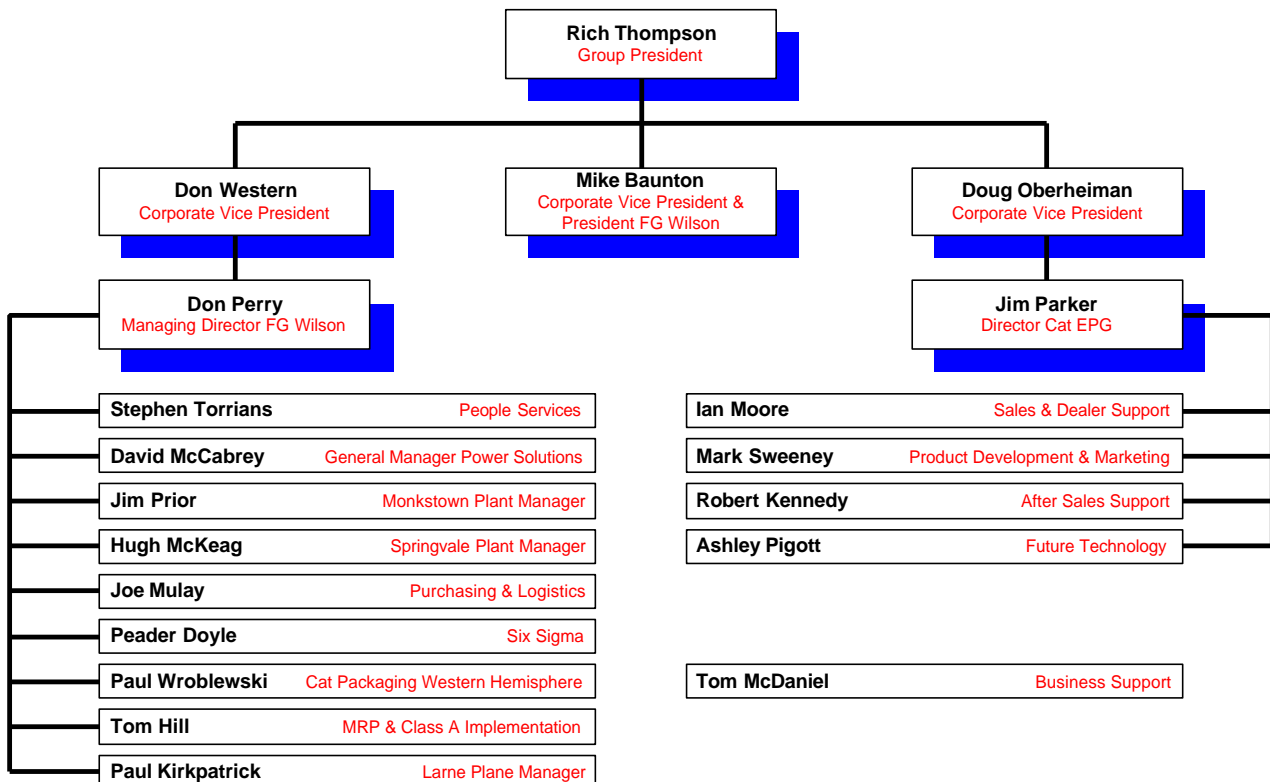 Rich Thompson
Group President
Don Western
Corporate Vice President
Mike Baunton
Corporate Vice President &
President FG Wilson
Doug Oberheiman
Corporate Vice President
Don Perry
Managing Director FG Wilson
Jim Parker
Director Cat EPG
Stephen Torrians People Services
David McCabrey General Manager Power Solutions
Jim Prior Monkstown Plant Manager
Hugh McKeag Springvale Plant Manager
Joe Mulay Purchasing & Logistics
Peader Doyle Six Sigma
Paul Wroblewski Cat Packaging Western Hemisphere
Tom Hill MRP & Class A Implementation
Paul Kirkpatrick Larne Plane Manager
Ian Moore Sales & Dealer Support
Mark Sweeney Product Development & Marketing
Robert Kennedy After Sales Support
Ashley Pigott Future Technology
Tom McDaniel Business Support